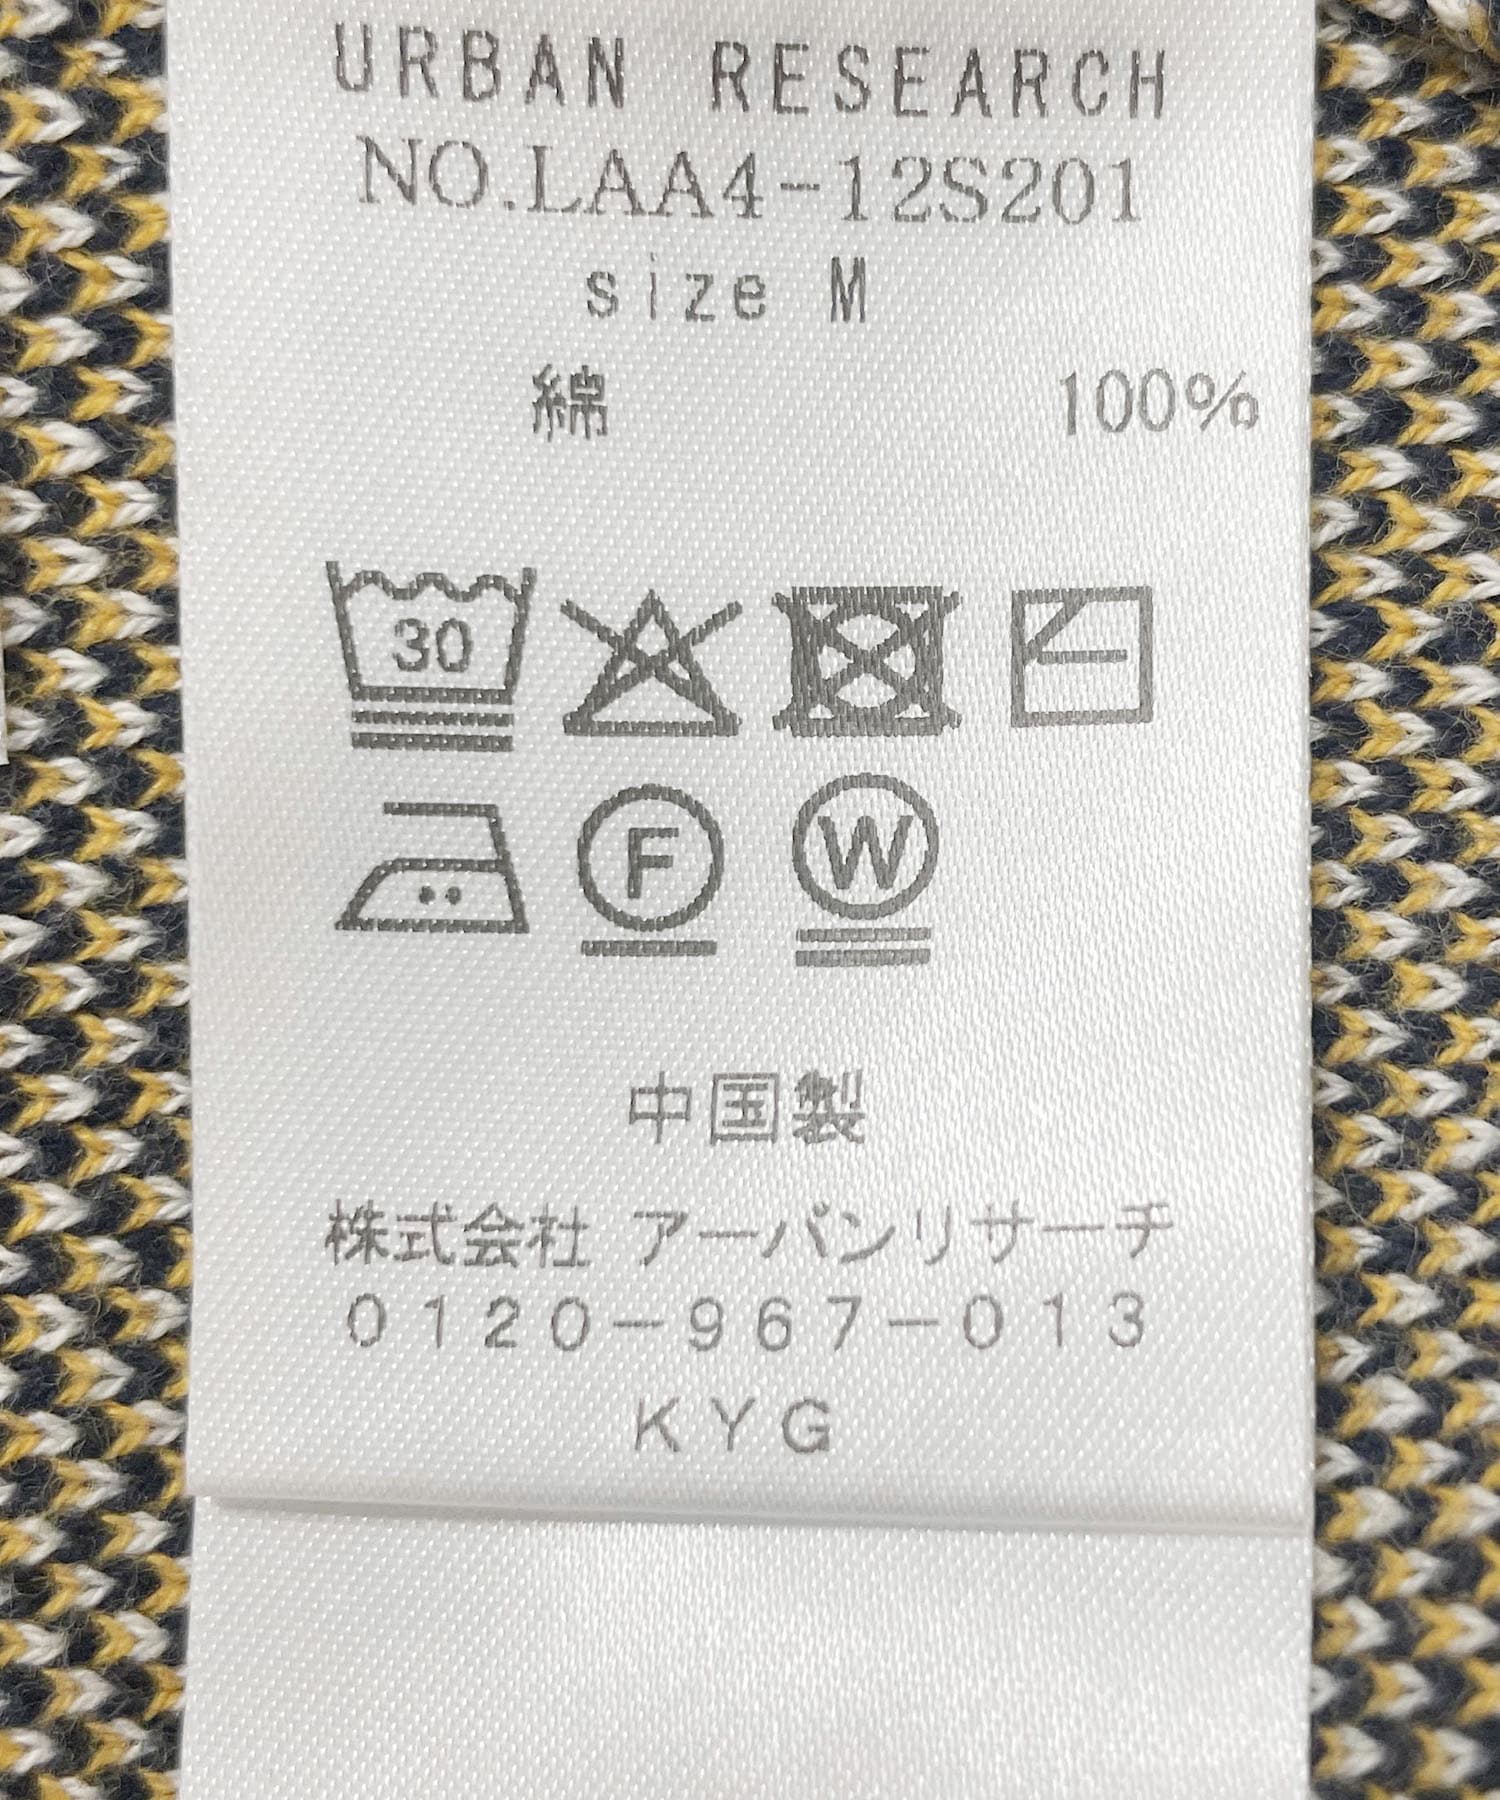 URBAN RESEARCH
NO.LAA4-12S201
size M
綿 100%
30
F W
中国製
株式会社 アーバンリサーチ
0120-967-013
KYG